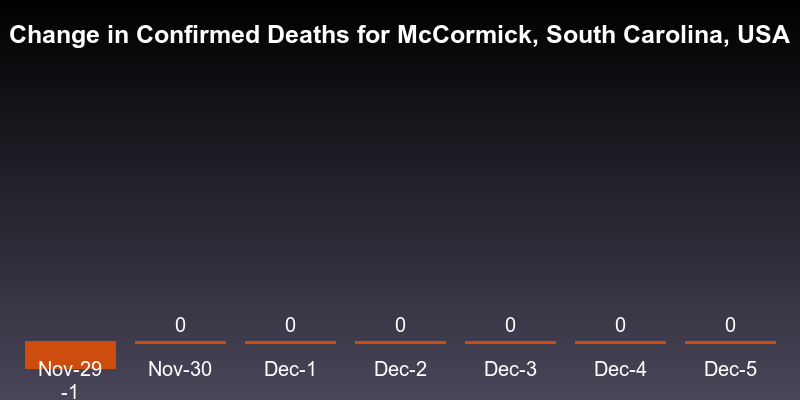 Change in Confirmed Deaths for McCormick, South Carolina, USA
0 0 0 0 0 0
Nov-29 Nov-30 Dec-1 Dec-2 Dec-3 Dec-4 Dec-5
-1